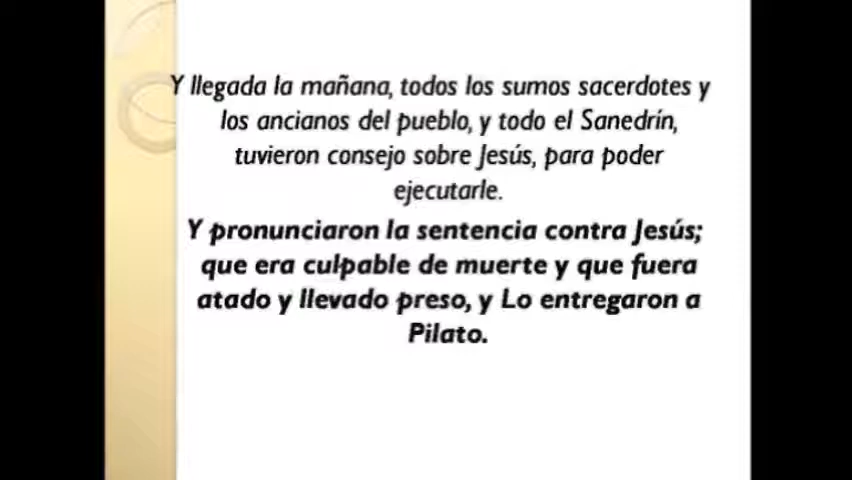 Y llegada la mañana, todos los sumos sacerdotes y
los ancianos del pueblo, y todo el Sanedrín,
tuvieron consejo sobre Jesús, para poder
ejecutarle.
Y pronunciaron la sentencia contra Jesús;
que era culpable de muerte y que fuera
atado y llevado preso, y Lo entregaron a
Pilato.